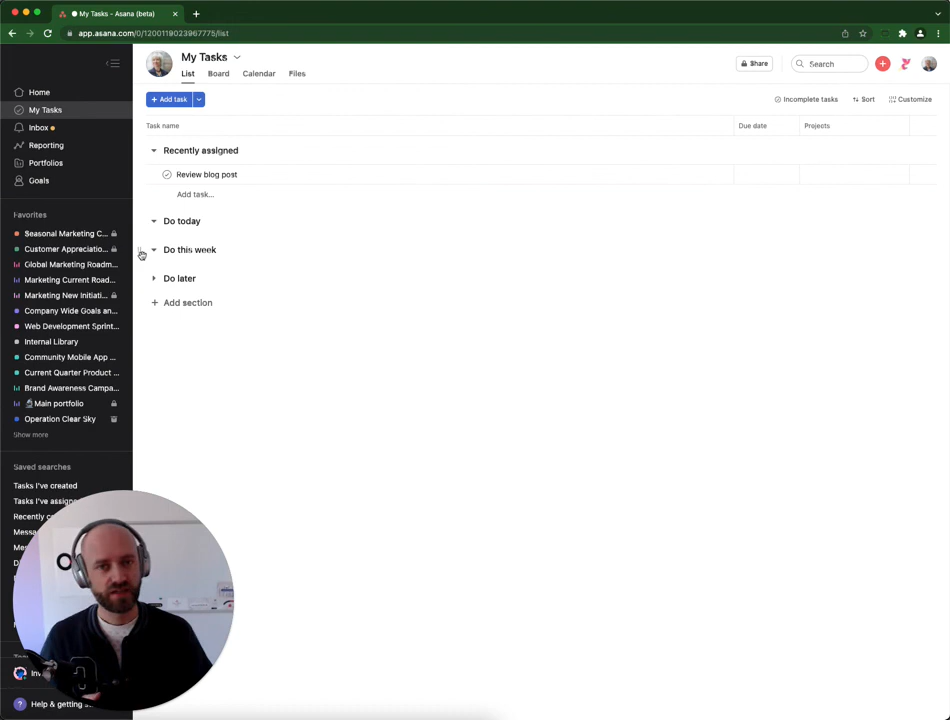 My Tasks - Asana (beta)
app.asana.com/0/1200119023967775/list
My Tasks
List Board Calendar Files
Share
Search
+ Add task
Incomplete tasks Sort Customize
Task name Due date Projects
Recently assigned
Review blog post
Add task...
Do today
Do this week
Do later
+ Add section
Home
My Tasks
Inbox
Reporting
Portfolios
Goals
Favorites
Seasonal Marketing C...
Customer Appreciatio...
Global Marketing Roadm...
Marketing Current Road...
Marketing New Initiati...
Company Wide Goals an...
Web Development Sprint...
Internal Library
Community Mobile App ...
Current Quarter Product ...
Brand Awareness Campa...
Main portfolio
Operation Clear Sky
Show more
Saved searches
Tasks I've created
Tasks I've assign
Recently c
Messa
Me
Inv
? Help & getting s